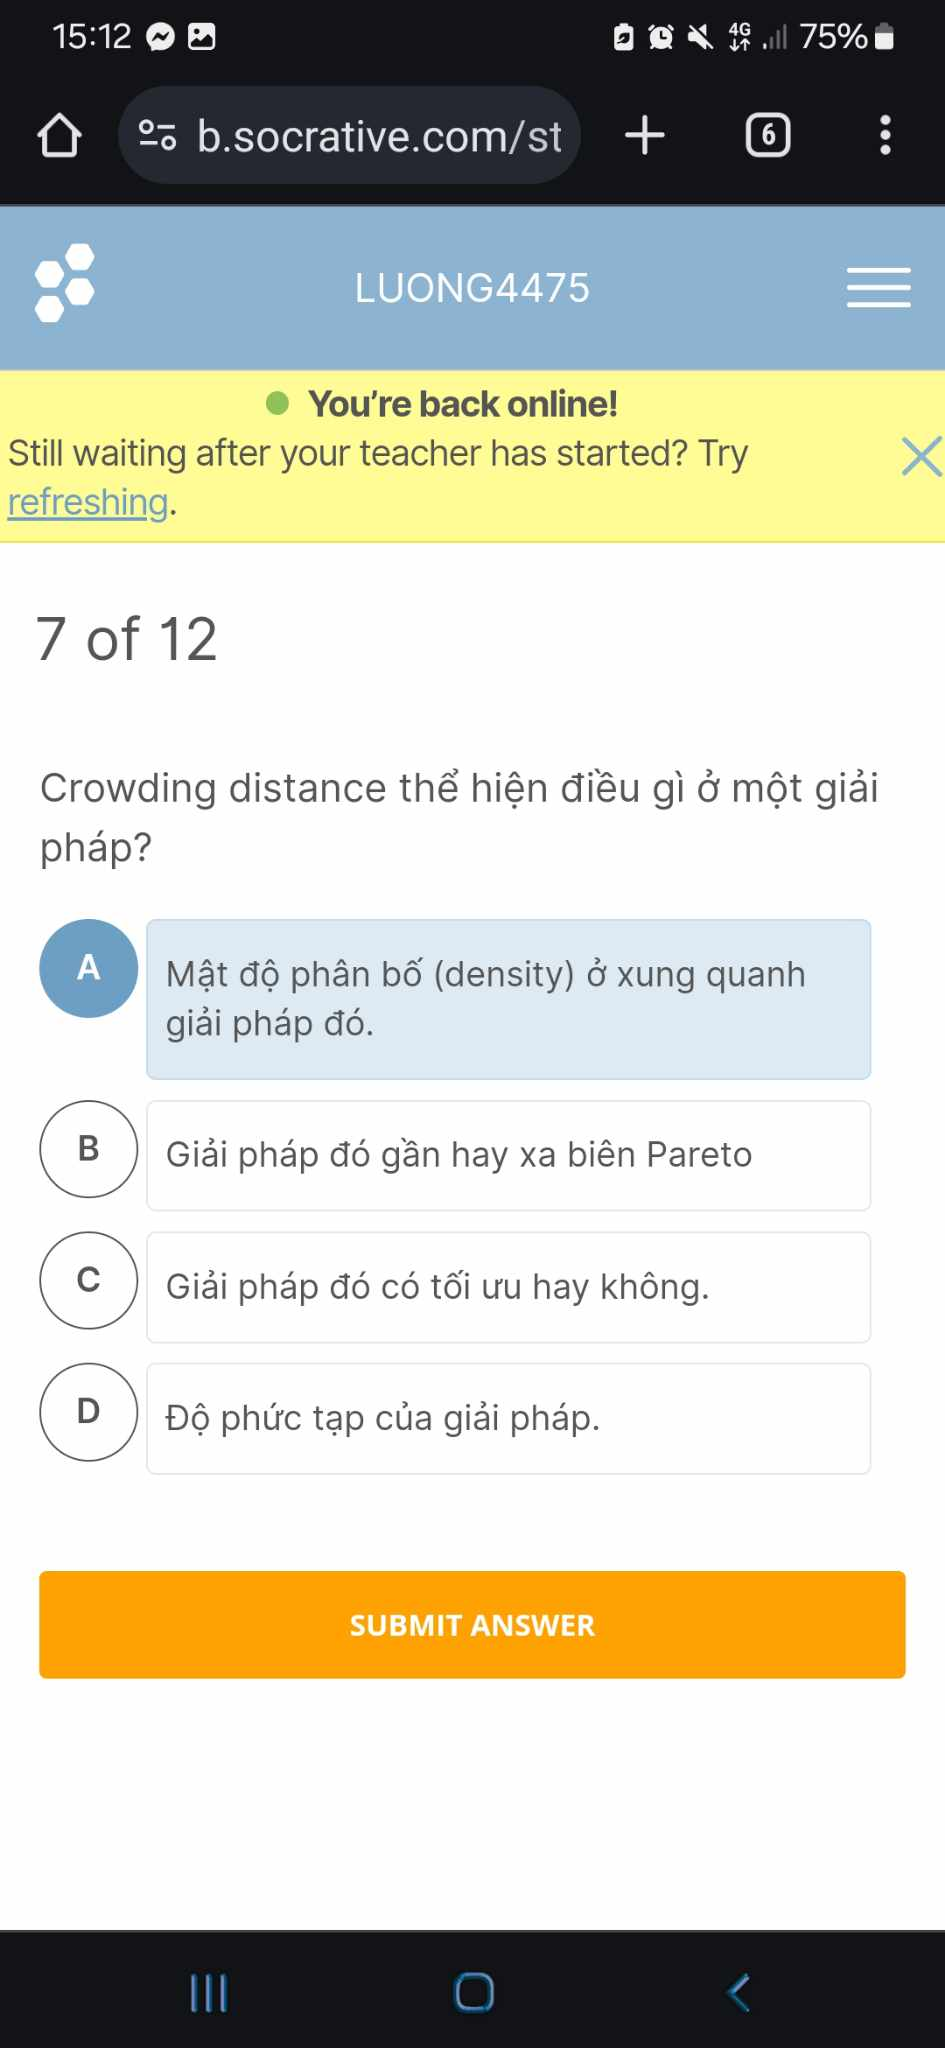 15:12
4G
75%
b.socrative.com/st
6
LUONG4475
You're back online!
Still waiting after your teacher has started? Try
refreshing.
7 of 12
Crowding distance thể hiện điều gì ở một giải
pháp?
A
Mật độ phân bố (density) ở xung quanh
giải pháp đó.
B
Giải pháp đó gần hay xa biên Pareto
C
Giải pháp đó có tối ưu hay không.
D
Độ phức tạp của giải pháp.
SUBMIT ANSWER